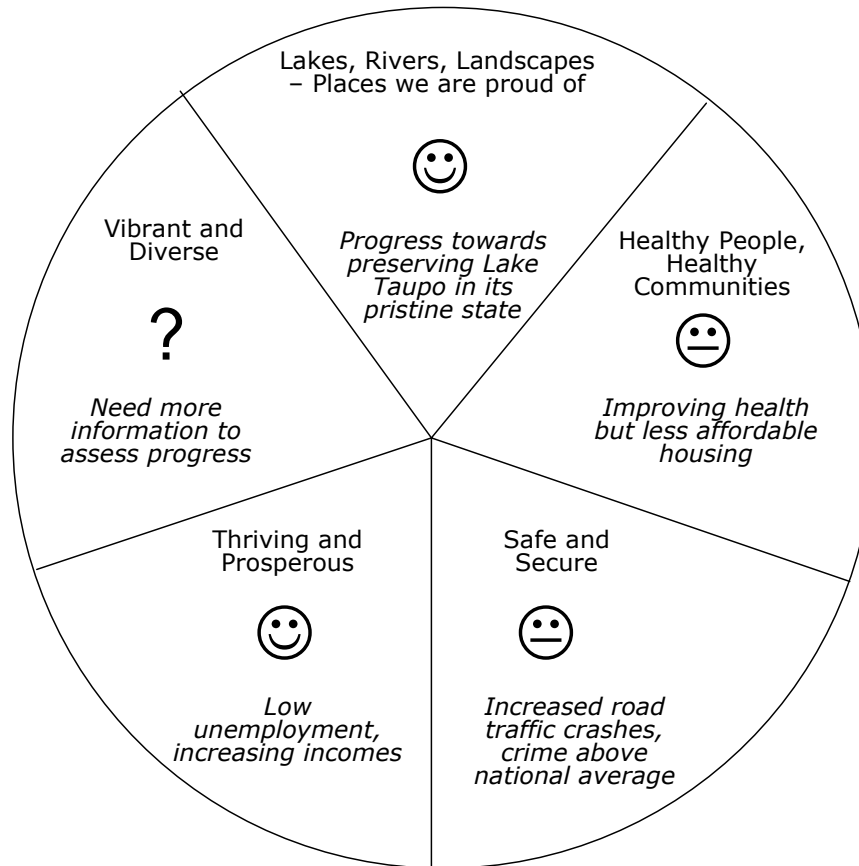 Lakes, Rivers, Landscapes
– Places we are proud of
Progress towards
preserving Lake
Taupo in its
pristine state
Healthy People,
Healthy
Communities
Improving health
but less affordable
housing
Safe and
Secure
Increased road
traffic crashes,
crime above
national average
Thriving and
Prosperous
Low
unemployment,
increasing incomes
Vibrant and
Diverse
?
Need more
information to
assess progress